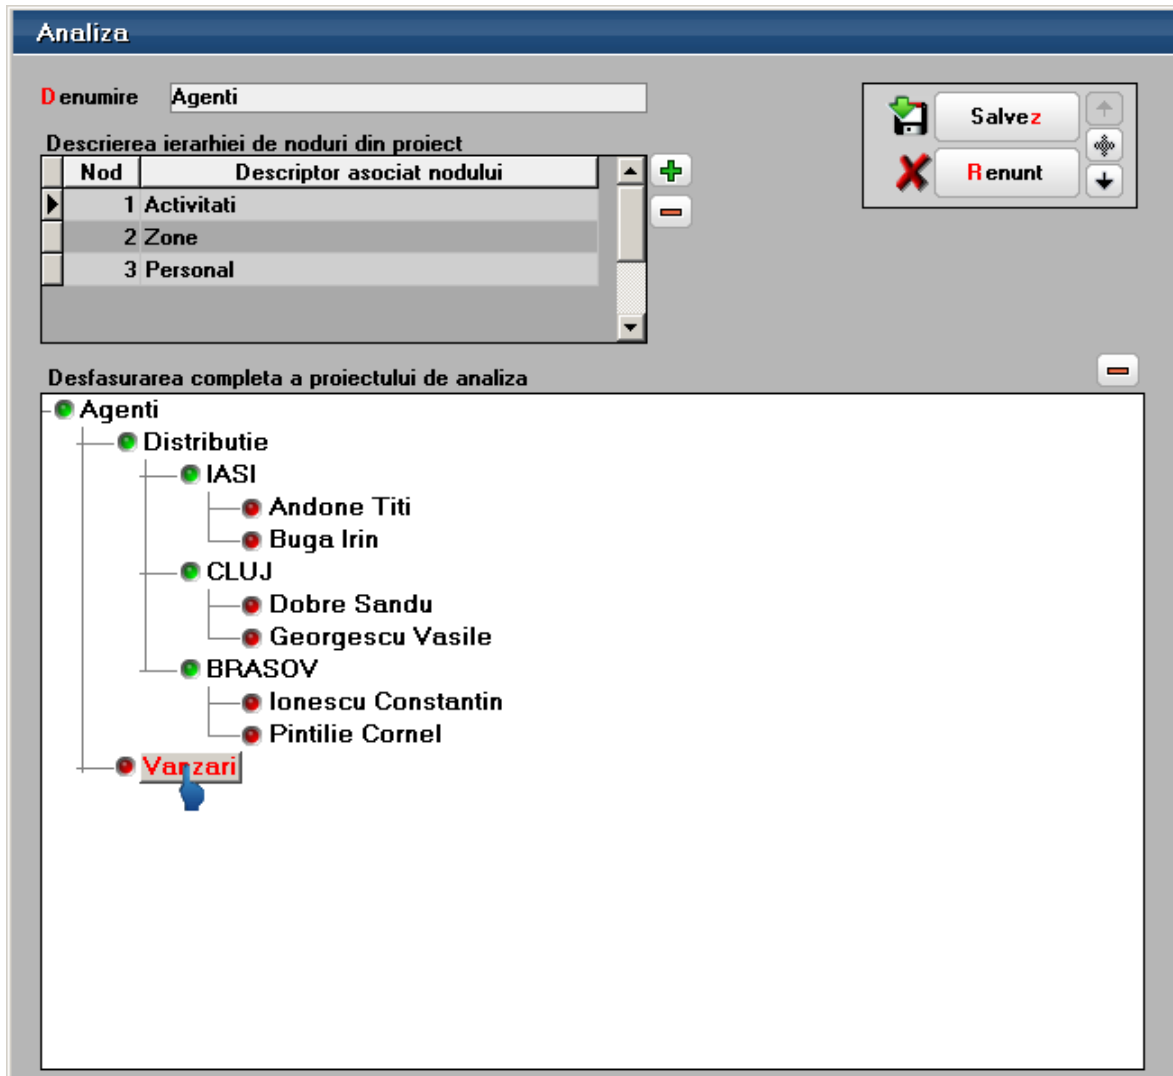 Analiza
Denumire Agenti
Salvez
Descrierea ierarhiei de noduri din proiect
Nod Descriptor asociat nodului
Renunt
1 Activitati
2 Zone
3 Personal
Desfasurarea completa a proiectului de analiza
Agenti
Distributie
IASI
Andone Titi
Buga Irin
CLUJ
Dobre Sandu
Georgescu Vasile
BRASOV
Ionescu Constantin
Pintilie Cornel
Vanzari